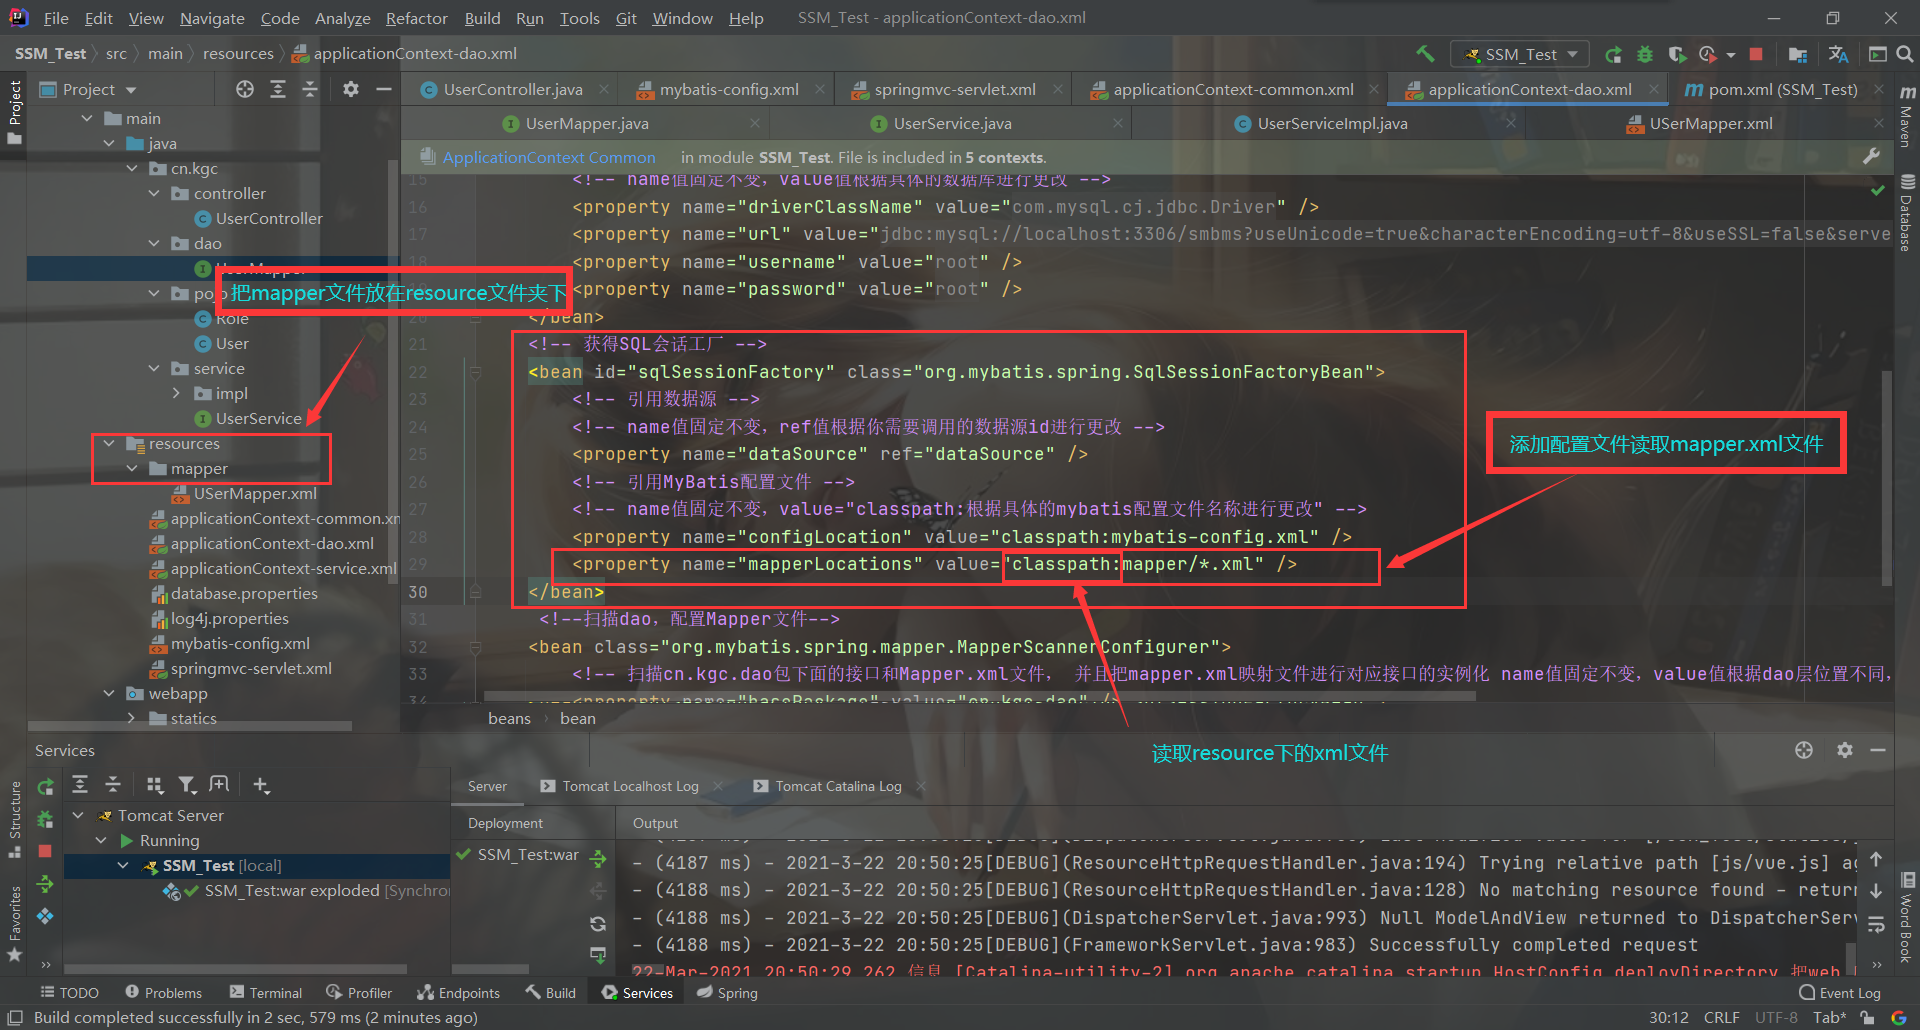 File Edit View Navigate Code Analyze Refactor Build Run Tools Git Window Help SSM_Test - applicationContext-dao.xml
SSM_Test src main resources applicationContext-dao.xml
SSM_Test
Project
UserController.java mybatis-config.xml springmvc-servlet.xml applicationContext-common.xml applicationContext-dao.xml pom.xml (SSM_Test)
UserMapper.java UserService.java UserServiceImpl.java USerMapper.xml
ApplicationContext Common in module SSM_Test. File is included in 5 contexts.
Project
Maven
Database
main
java
cn.kgc
controller
UserController
dao
把mapper文件放在resource文件夹下
Role
User
service
impl
UserService
resources
mapper
USerMapper.xml
applicationContext-common.xm
applicationContext-dao.xml
applicationContext-service.xml
database.properties
log4j.properties
mybatis-config.xml
springmvc-servlet.xml
webapp
statics
15 <!-- name值固定不变，value值根据具体的数据库进行更改 -->
16 <property name="driverClassName" value="com.mysql.cj.jdbc.Driver" />
17 <property name="url" value="jdbc:mysql://localhost:3306/smbms?useUnicode=true&characterEncoding=utf-8&useSSL=false&serve
<property name="username" value="root" />
<property name="password" value="root" />
</bean>
21 <!-- 获得SQL会话工厂 -->
22 <bean id="sqlSessionFactory" class="org.mybatis.spring.SqlSessionFactoryBean">
23 <!-- 引用数据源 -->
24 <!-- name值固定不变，ref值根据你需要调用的数据源id进行更改 -->
25 <property name="dataSource" ref="dataSource" />
26 <!-- 引用MyBatis配置文件 -->
27 <!-- name值固定不变，value="classpath:根据具体的mybatis配置文件名称进行更改" -->
28 <property name="configLocation" value="classpath:mybatis-config.xml" />
29 <property name="mapperLocations" value="classpath:mapper/*.xml" />
30 </bean>
31 <!--扫描dao，配置Mapper文件-->
32 <bean class="org.mybatis.spring.mapper.MapperScannerConfigurer">
33 <!-- 扫描cn.kgc.dao包下面的接口和Mapper.xml文件， 并且把mapper.xml映射文件进行对应接口的实例化 name值固定不变，value值根据dao层位置不同，
添加配置文件读取mapper.xml文件
beans bean
读取resource下的xml文件
Services
Structure
Favorites
Tomcat Server
Running
SSM_Test [local]
SSM_Test:war exploded [Synchror
Server Tomcat Localhost Log Tomcat Catalina Log
Deployment Output
SSM_Test:war
- (4187 ms) - 2021-3-22 20:50:25[DEBUG](ResourceHttpRequestHandler.java:194) Trying relative path [js/vue.js] ag
- (4188 ms) - 2021-3-22 20:50:25[DEBUG](ResourceHttpRequestHandler.java:128) No matching resource found - return
- (4188 ms) - 2021-3-22 20:50:25[DEBUG](DispatcherServlet.java:993) Null ModelAndView returned to DispatcherServ
- (4188 ms) - 2021-3-22 20:50:25[DEBUG](FrameworkServlet.java:983) Successfully completed request
22-Mar-2021 20:50:29.262 信息 [Catalina-utility-2] org.apache.catalina.startup.HostConfig.deployDirectory 把web
Word Book
TODO Problems Terminal Profiler Endpoints Build Services Spring Event Log
Build completed successfully in 2 sec, 579 ms (2 minutes ago) 30:12 CRLF UTF-8 Tab*